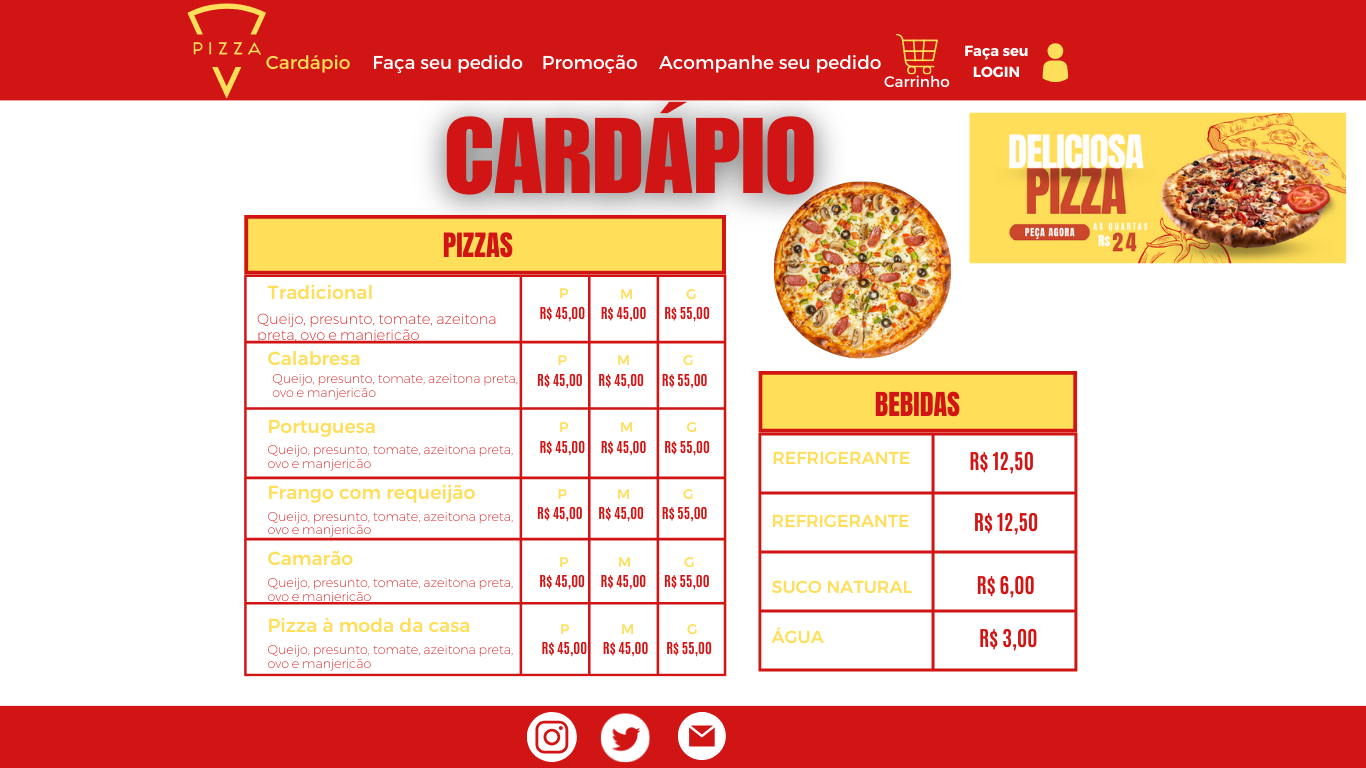 PIZZA
Cardápio
Faça seu pedido
Promoção
Acompanhe seu pedido
Carrinho
Faça seu
LOGIN
CARDÁPIO
DELICIOSA
PIZZA
PEÇA AGORA
AS QUARTAS
R$ 24
PIZZAS
Tradicional
Queijo, presunto, tomate, azeitona
preta, ovo e manjericão
P M G
R$ 45,00 R$ 45,00 R$ 55,00
Calabresa
Queijo, presunto, tomate, azeitona preta,
ovo e manjericão
P M G
R$ 45,00 R$ 45,00 R$ 55,00
Portuguesa
Queijo, presunto, tomate, azeitona preta,
ovo e manjericão
P M G
R$ 45,00 R$ 45,00 R$ 55,00
Frango com requeijão
Queijo, presunto, tomate, azeitona preta,
ovo e manjericão
P M G
R$ 45,00 R$ 45,00 R$ 55,00
Camarão
Queijo, presunto, tomate, azeitona preta,
ovo e manjericão
P M G
R$ 45,00 R$ 45,00 R$ 55,00
Pizza à moda da casa
Queijo, presunto, tomate, azeitona preta,
ovo e manjericão
P M G
R$ 45,00 R$ 45,00 R$ 55,00
BEBIDAS
REFRIGERANTE R$ 12,50
REFRIGERANTE R$ 12,50
SUCO NATURAL R$ 6,00
ÁGUA R$ 3,00